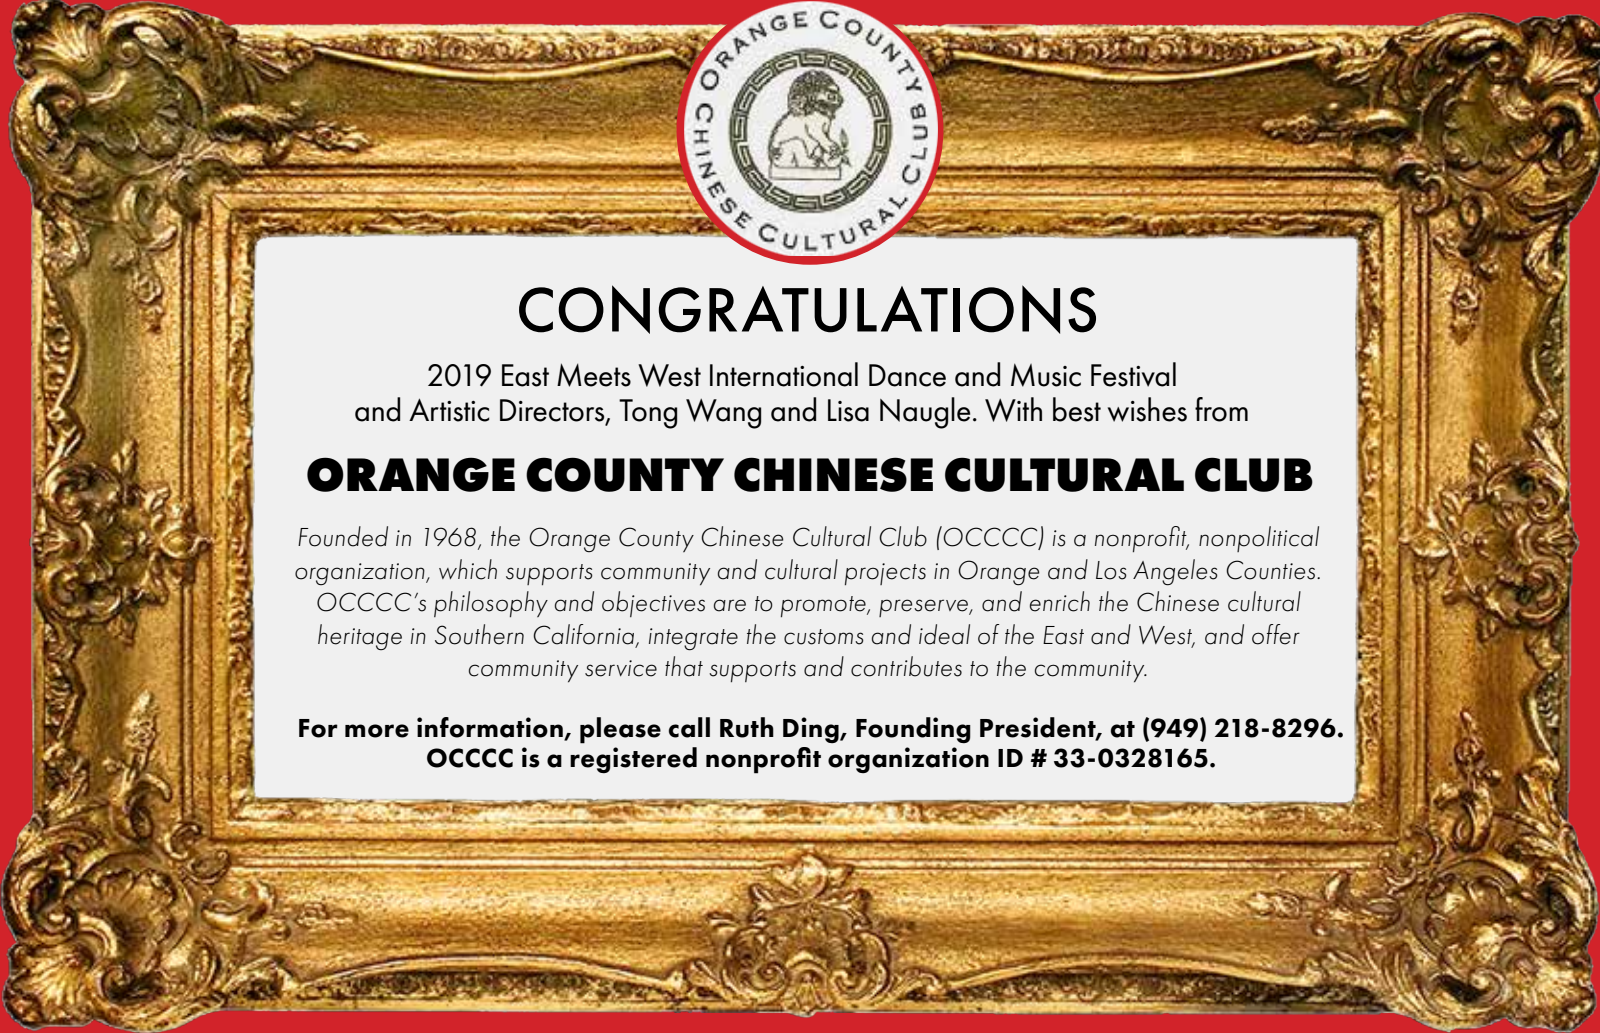 ORANGE COUNTY
CHINESE CULTURAL CLUB
CONGRATULATIONS
2019 East Meets West International Dance and Music Festival
and Artistic Directors, Tong Wang and Lisa Naugle. With best wishes from
ORANGE COUNTY CHINESE CULTURAL CLUB
Founded in 1968, the Orange County Chinese Cultural Club (OCCCC) is a nonprofit, nonpolitical
organization, which supports community and cultural projects in Orange and Los Angeles Counties.
OCCCC’s philosophy and objectives are to promote, preserve, and enrich the Chinese cultural
heritage in Southern California, integrate the customs and ideal of the East and West, and offer
community service that supports and contributes to the community.
For more information, please call Ruth Ding, Founding President, at (949) 218-8296.
OCCCC is a registered nonprofit organization ID # 33-0328165.